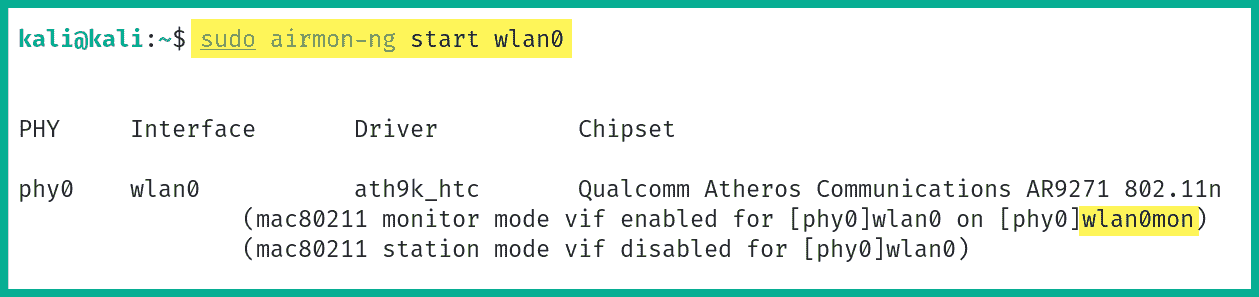 kali@kali:~$ sudo airmon-ng start wlan0
PHY Interface Driver Chipset
phy0 wlan0 ath9k_htc Qualcomm Atheros Communications AR9271 802.11n
(mac80211 monitor mode vif enabled for [phy0]wlan0 on [phy0]wlan0mon)
(mac80211 station mode vif disabled for [phy0]wlan0)